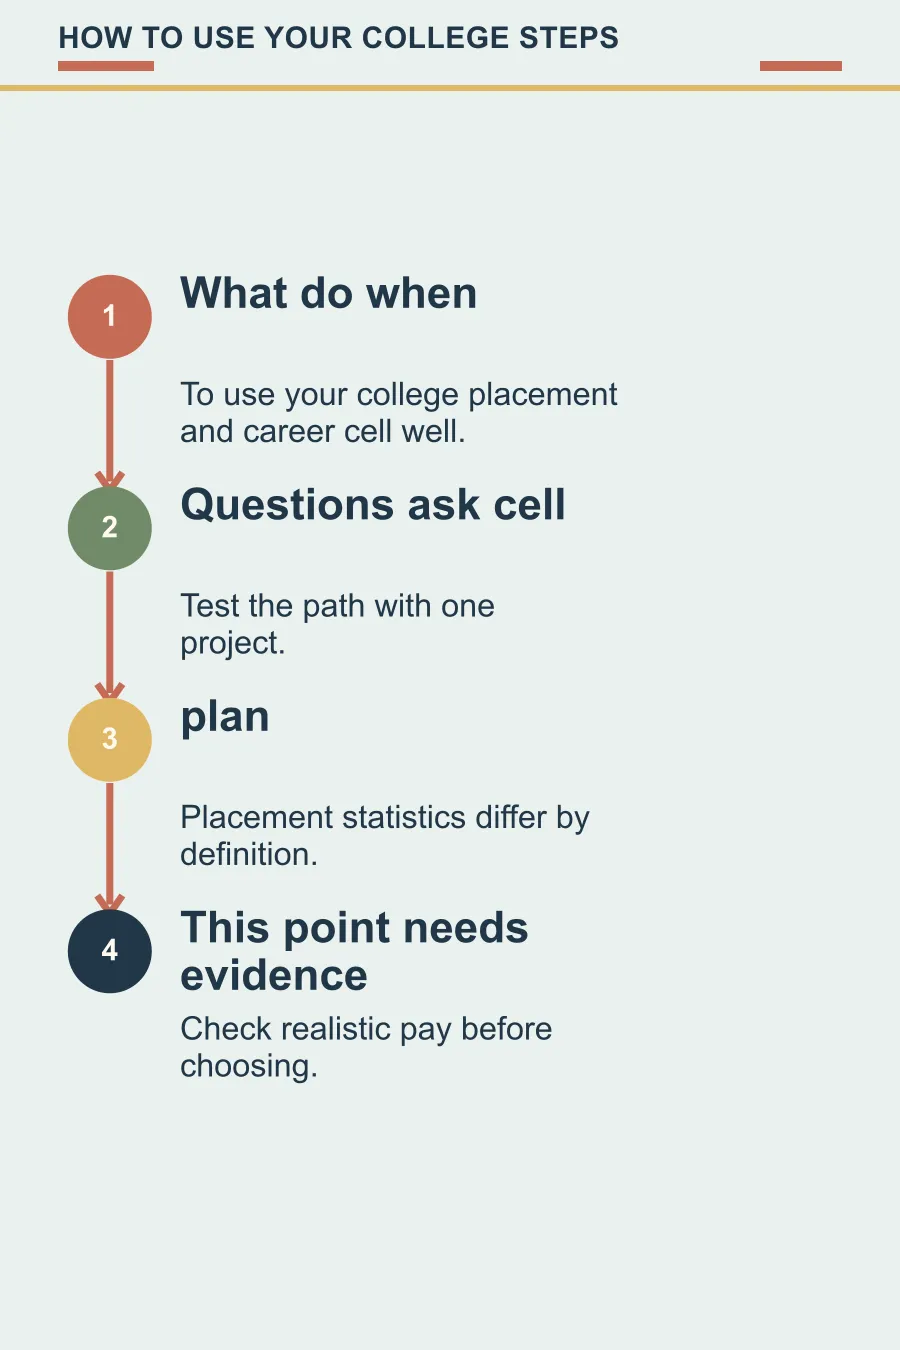 HOW TO USE YOUR COLLEGE STEPS
1
What do when
To use your college placement
and career cell well.
2
Questions ask cell
Test the path with one
project.
3
plan
Placement statistics differ by
definition.
4
This point needs
evidence
Check realistic pay before
choosing.